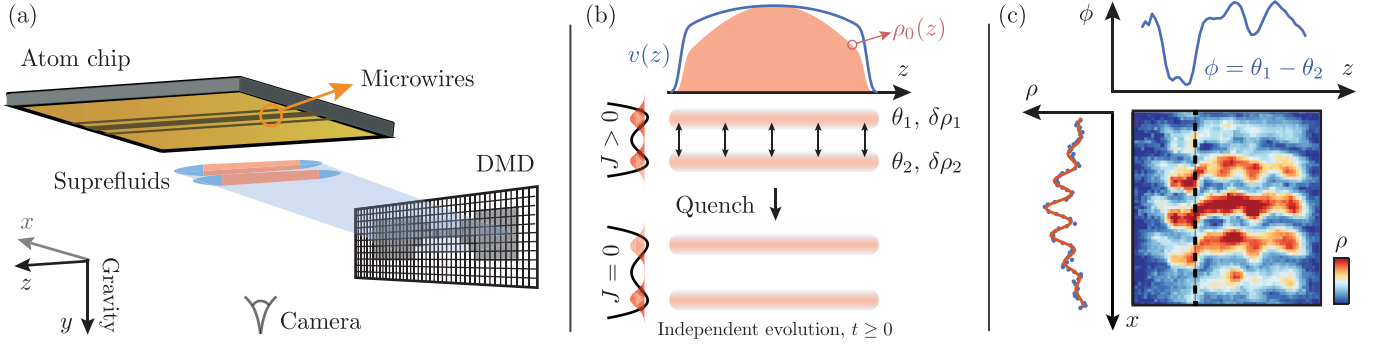 (a)
Atom chip
Microwires
Suprefluids
DMD
x
z
y
Gravity
Camera
(b)
v(z)
ρ₀(z)
z
J > 0
θ₁, δρ₁
θ₂, δρ₂
Quench
J = 0
Independent evolution, t ≥ 0
(c)
ϕ
ϕ = θ₁ − θ₂
z
ρ
ρ
x